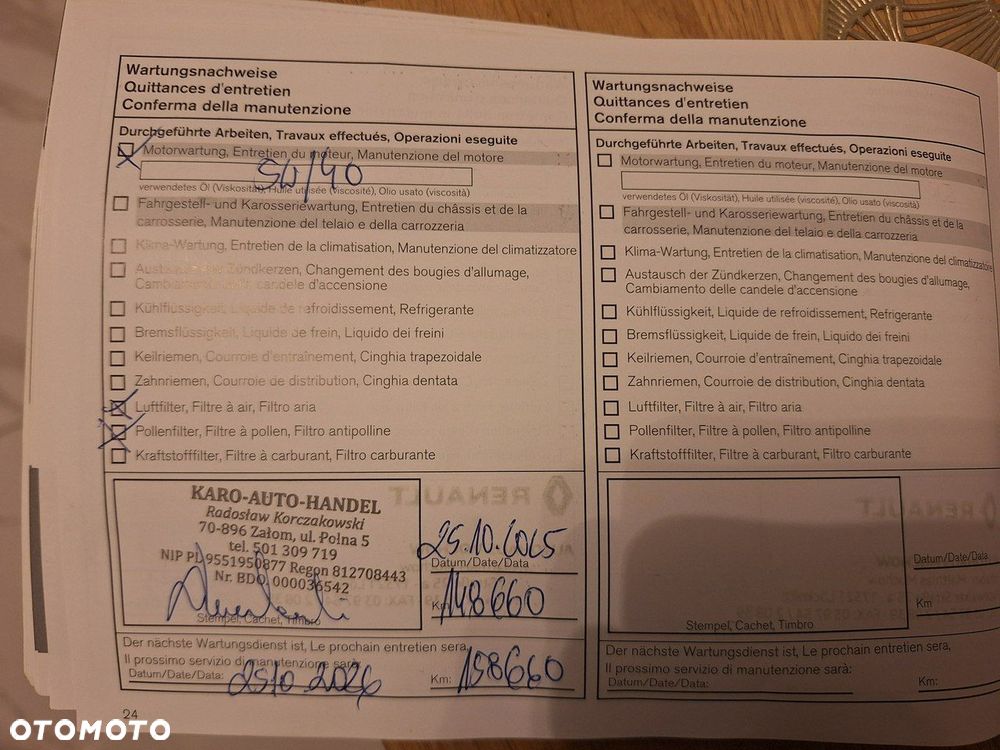 Wartungsnachweise
Quittances d'entretien
Conferma della manutenzione
Durchgeführte Arbeiten, Travaux effectués, Operazioni eseguite
Motorwartung, Entretien du moteur, Manutenzione del motore
5W/40
verwendetes Öl (Viskosität), Huile utilisée (viscosité), Olio usato (viscosità)
Fahrgestell- und Karosseriewartung, Entretien du châssis et de la
carrosserie, Manutenzione del telaio e della carrozzeria
Klima-Wartung, Entretien de la climatisation, Manutenzione del climatizzatore
Austausch der Zündkerzen, Changement des bougies d'allumage,
Cambiamento delle candele d'accensione
Kühlflüssigkeit, Liquide de refroidissement, Refrigerante
Bremsflüssigkeit, Liquide de frein, Liquido dei freini
Keilriemen, Courroie d'entraînement, Cinghia trapezoidale
Zahnriemen, Courroie de distribution, Cinghia dentata
Luftfilter, Filtre à air, Filtro aria
Pollenfilter, Filtre à pollen, Filtro antipolline
Kraftstofffilter, Filtre à carburant, Filtro carburante
KARO-AUTO-HANDEL
Radosław Korczakowski
70-896 Załom, ul. Polna 5
tel. 501 309 719
NIP PL9551950877 Regon 812708443
Nr. BDO 000036542
Stempel, Cachet, Timbro
25.10.2025
Datum/Date/Data
Km 148660
Der nächste Wartungsdienst ist, Le prochain entretien sera,
Il prossimo servizio di manutenzione sarà:
Datum/Date/Data: 25.10.2026
Km: 158660
24
Wartungsnachweise
Quittances d'entretien
Conferma della manutenzione
Durchgeführte Arbeiten, Travaux effectués, Operazioni eseguite
Motorwartung, Entretien du moteur, Manutenzione del motore
verwendetes Öl (Viskosität), Huile utilisée (viscosité), Olio usato (viscosità)
Fahrgestell- und Karosseriewartung, Entretien du châssis et de la
carrosserie, Manutenzione del telaio e della carrozzeria
Klima-Wartung, Entretien de la climatisation, Manutenzione del climatizzatore
Austausch der Zündkerzen, Changement des bougies d'allumage,
Cambiamento delle candele d'accensione
Kühlflüssigkeit, Liquide de refroidissement, Refrigerante
Bremsflüssigkeit, Liquide de frein, Liquido dei freini
Keilriemen, Courroie d'entraînement, Cinghia trapezoidale
Zahnriemen, Courroie de distribution, Cinghia dentata
Luftfilter, Filtre à air, Filtro aria
Pollenfilter, Filtre à pollen, Filtro antipolline
Kraftstofffilter, Filtre à carburant, Filtro carburante
Datum/Date/Data
Km
Stempel, Cachet, Timbro
Der nächste Wartungsdienst ist, Le prochain entretien sera,
Il prossimo servizio di manutenzione sarà:
Datum/Date/Data:
Km:
OTOMOTO